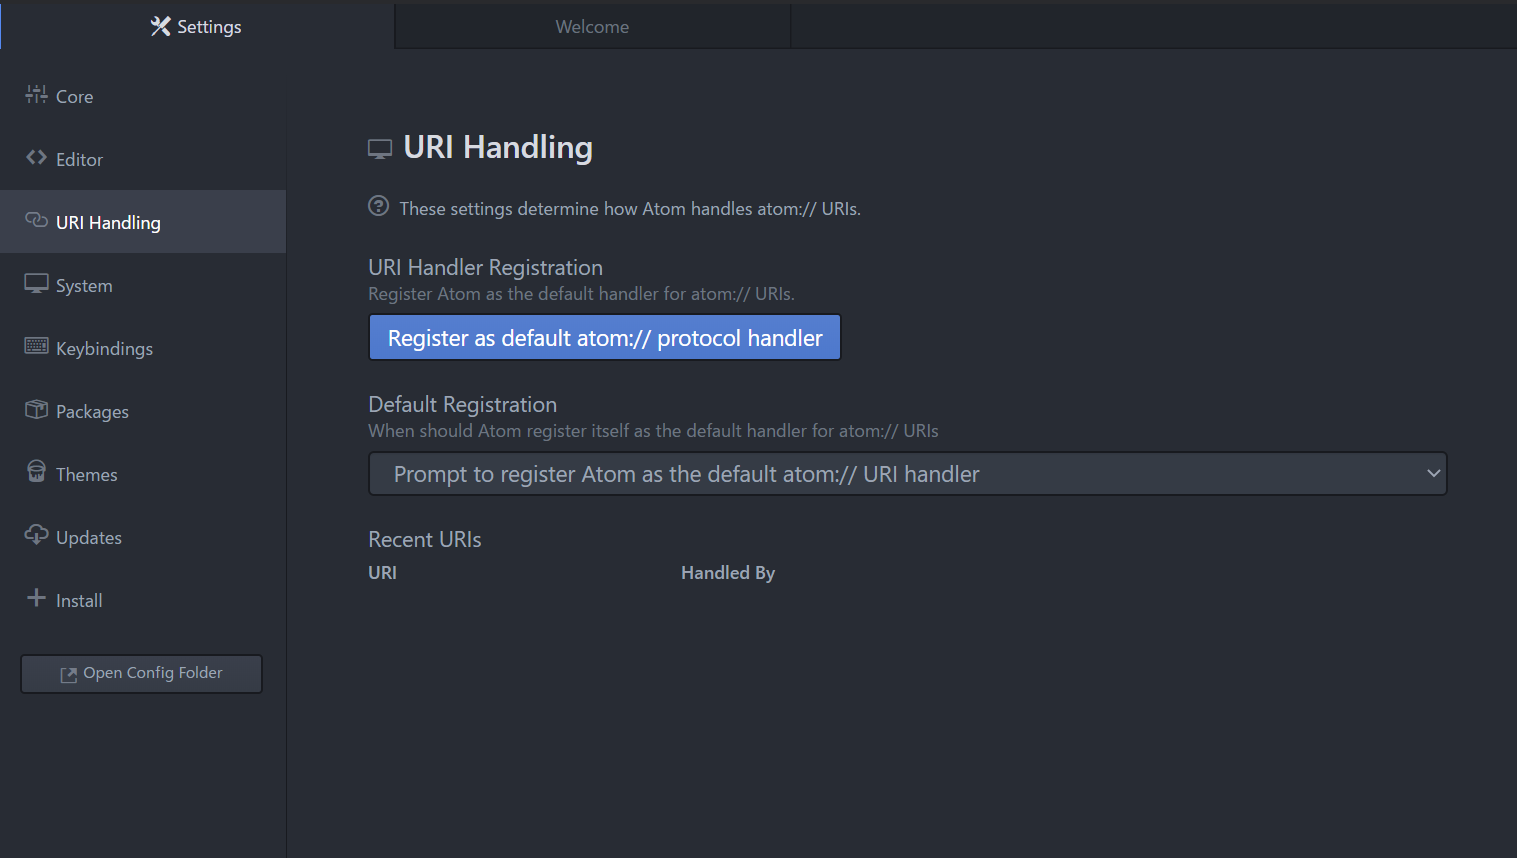 Settings
Welcome
Core
Editor
URI Handling
System
Keybindings
Packages
Themes
Updates
Install
Open Config Folder
URI Handling
These settings determine how Atom handles atom:// URIs.
URI Handler Registration
Register Atom as the default handler for atom:// URIs.
Register as default atom:// protocol handler
Default Registration
When should Atom register itself as the default handler for atom:// URIs
Prompt to register Atom as the default atom:// URI handler
Recent URIs
URI
Handled By